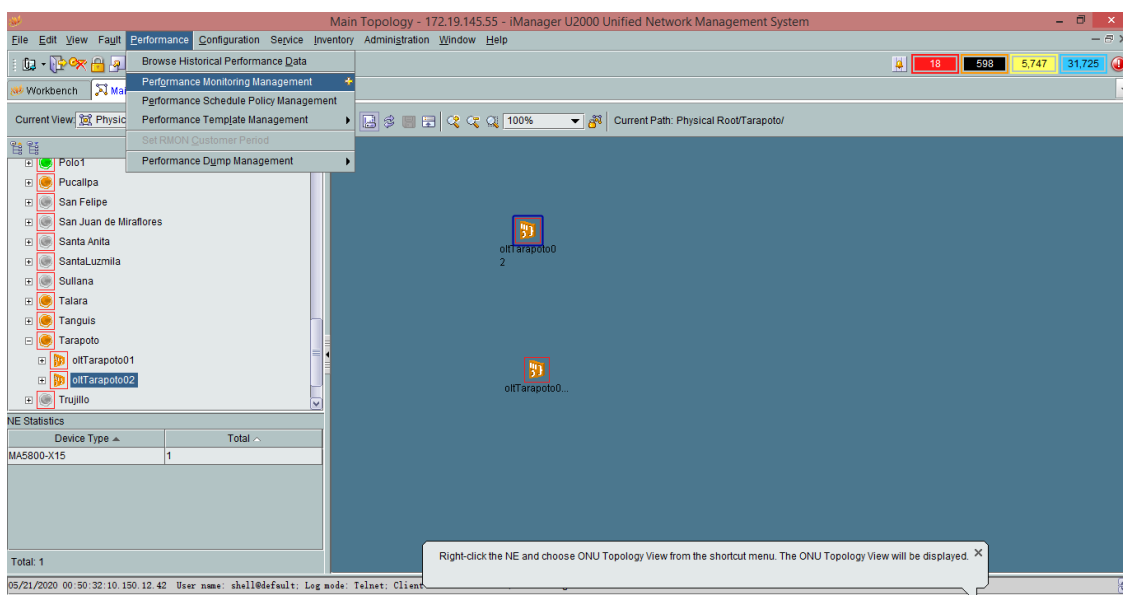 Main Topology - 172.19.145.55 - iManager U2000 Unified Network Management System
File Edit View Fault Performance Configuration Service Inventory Administration Window Help
Browse Historical Performance Data
Performance Monitoring Management
Performance Schedule Policy Management
Performance Template Management
Set RMON Customer Period
Performance Dump Management
18 598 5,747 31,725
Workbench Mai
Current View: Physic
100% Current Path: Physical Root/Tarapoto/
Polo1
Pucallpa
San Felipe
San Juan de Miraflores
Santa Anita
SantaLuzmila
Sullana
Talara
Tanguis
Tarapoto
oltTarapoto01
oltTarapoto02
Trujillo
oltTarapoto0
2
oltTarapoto0...
NE Statistics
Device Type Total
MA5800-X15 1
Total: 1
Right-click the NE and choose ONU Topology View from the shortcut menu. The ONU Topology View will be displayed.
05/21/2020 00:50:32:10.150.12.42 User name: shell@default; Log mode: Telnet; Client